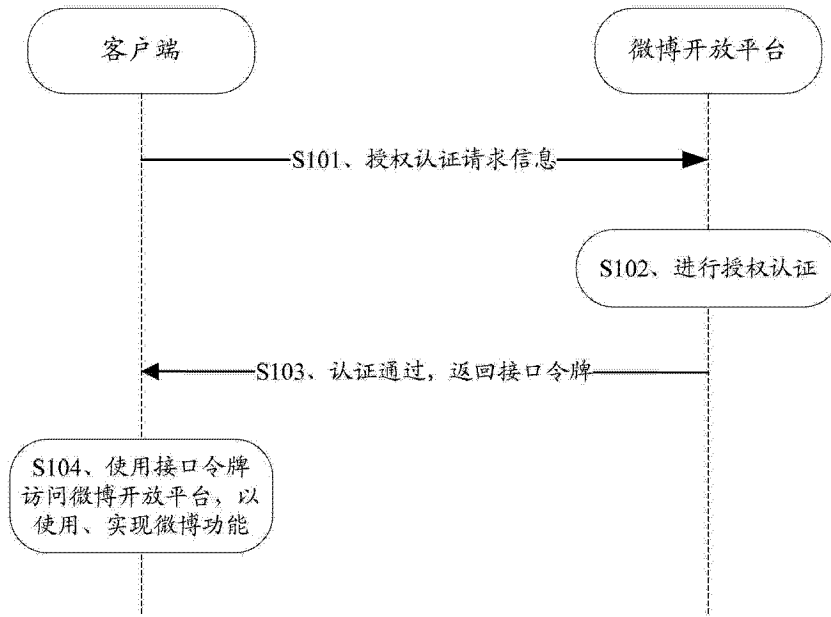 客户端
微博开放平台
S101、授权认证请求信息
S102、进行授权认证
S103、认证通过，返回接口令牌
S104、使用接口令牌
访问微博开放平台，以
使用、实现微博功能